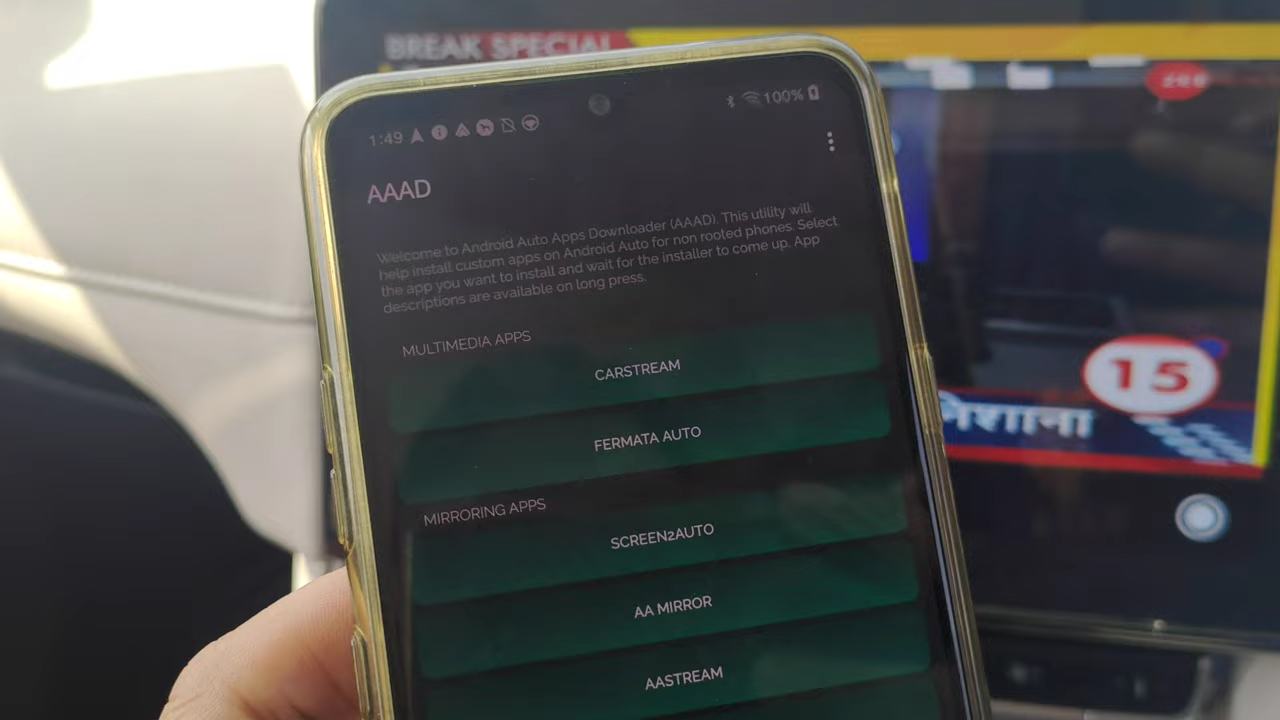 BREAK SPECIAL
1:49
100%
AAAD
Welcome to Android Auto Apps Downloader (AAAD). This utility will
help install custom apps on Android Auto for non rooted phones. Select
the app you want to install and wait for the installer to come up. App
descriptions are available on long press.
MULTIMEDIA APPS
CARSTREAM
FERMATA AUTO
MIRRORING APPS
SCREEN2AUTO
AA MIRROR
AASTREAM
15
निशाना